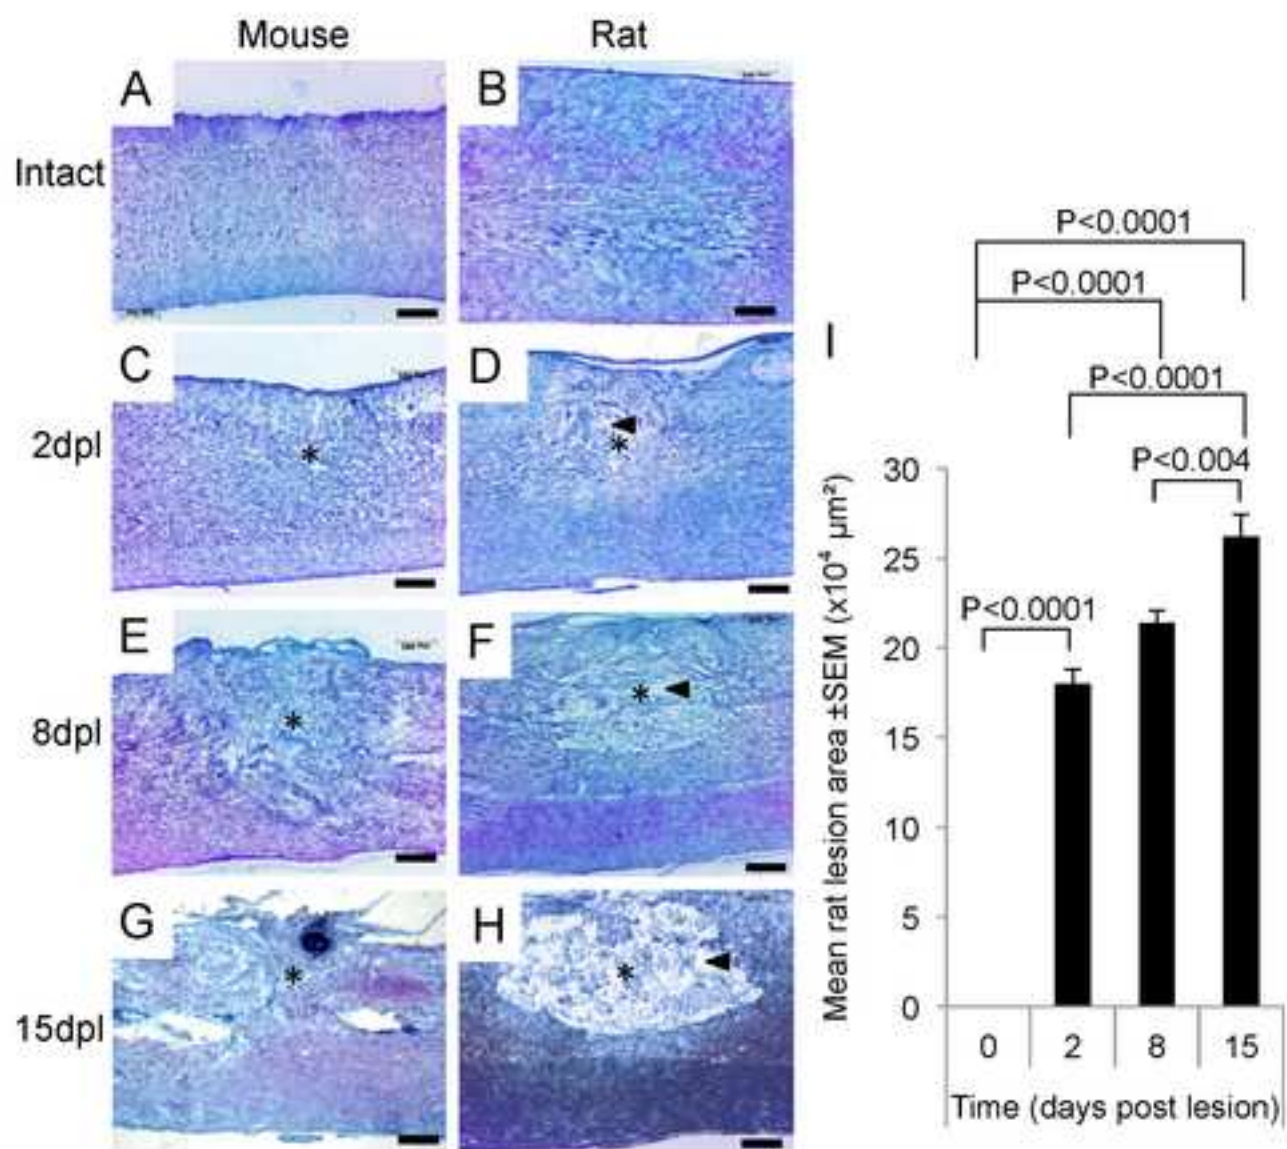 Mouse Rat
A B
Intact
C D
2dpl
* *
E F
8dpl
* *
G H
15dpl
* *
I
P<0.0001
P<0.0001
P<0.0001
P<0.004
P<0.0001
Mean rat lesion area ±SEM (x10⁴ µm²)
30
25
20
15
10
5
0
0 2 8 15
Time (days post lesion)